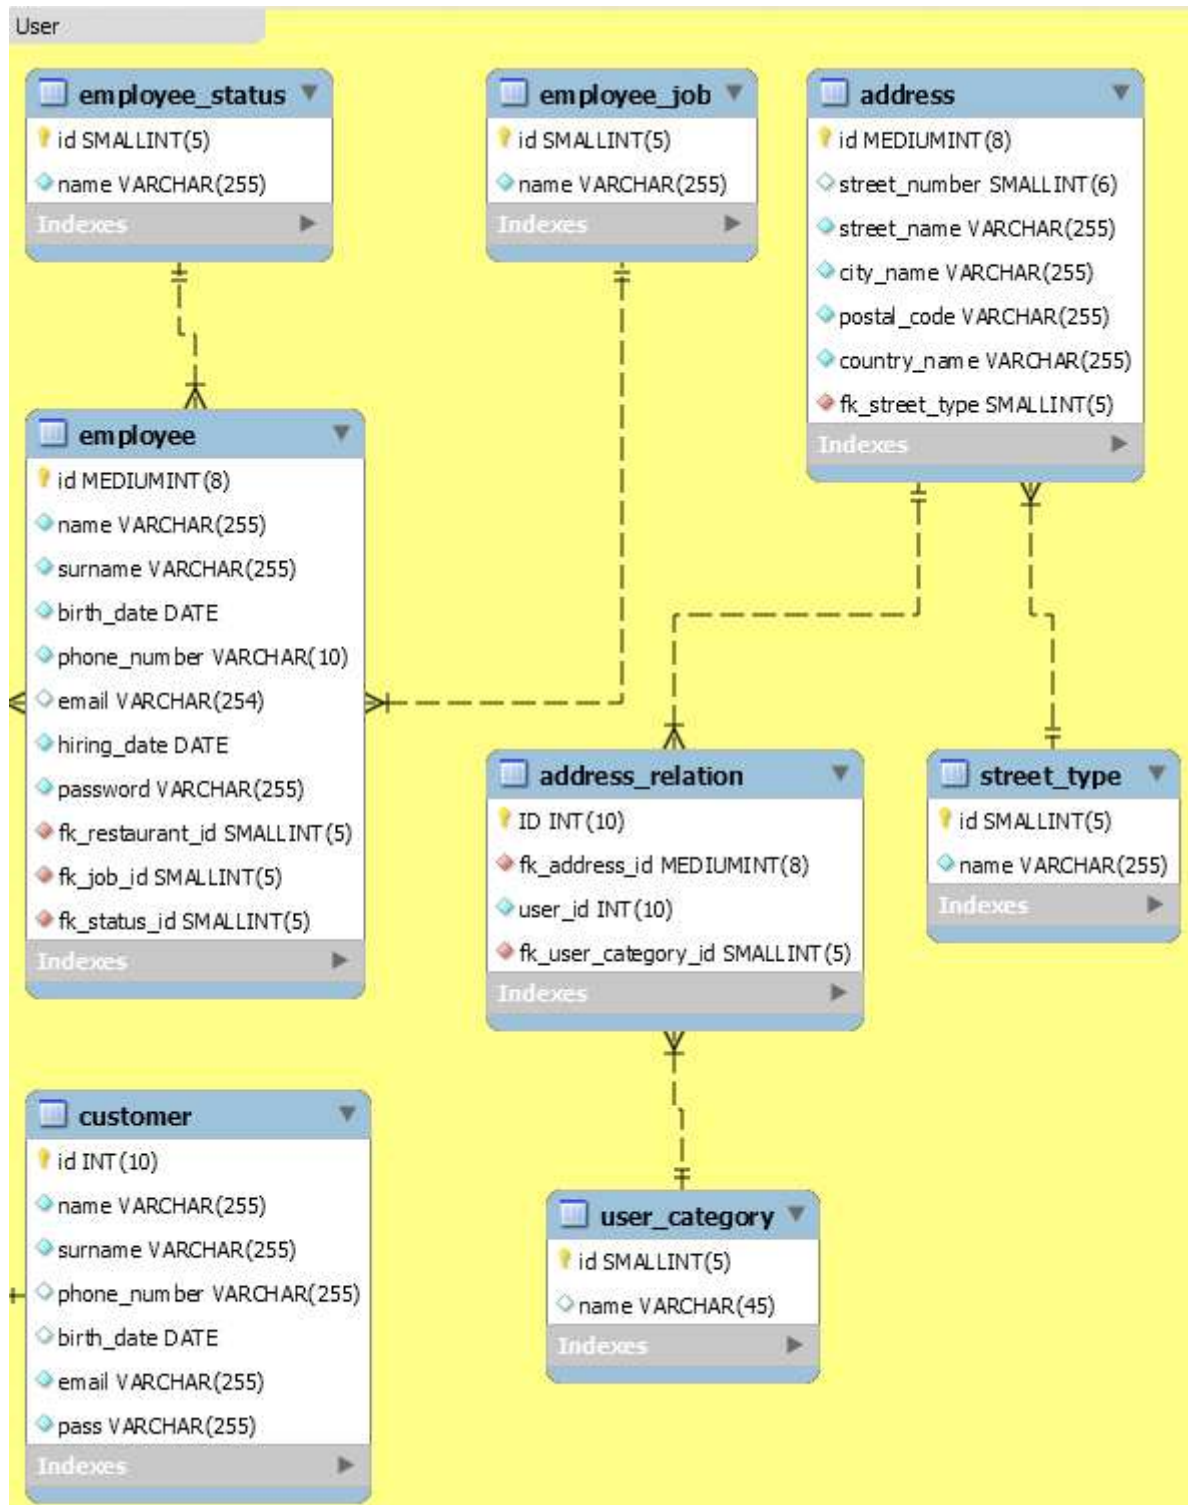 User
employee_status
id SMALLINT(5)
name VARCHAR(255)
Indexes
employee_job
id SMALLINT(5)
name VARCHAR(255)
Indexes
address
id MEDIUMINT(8)
street_number SMALLINT(6)
street_name VARCHAR(255)
city_name VARCHAR(255)
postal_code VARCHAR(255)
country_name VARCHAR(255)
fk_street_type SMALLINT(5)
Indexes
employee
id MEDIUMINT(8)
name VARCHAR(255)
surname VARCHAR(255)
birth_date DATE
phone_number VARCHAR(10)
email VARCHAR(254)
hiring_date DATE
password VARCHAR(255)
fk_restaurant_id SMALLINT(5)
fk_job_id SMALLINT(5)
fk_status_id SMALLINT(5)
Indexes
address_relation
ID INT(10)
fk_address_id MEDIUMINT(8)
user_id INT(10)
fk_user_category_id SMALLINT(5)
Indexes
street_type
id SMALLINT(5)
name VARCHAR(255)
Indexes
customer
id INT(10)
name VARCHAR(255)
surname VARCHAR(255)
phone_number VARCHAR(255)
birth_date DATE
email VARCHAR(255)
pass VARCHAR(255)
Indexes
user_category
id SMALLINT(5)
name VARCHAR(45)
Indexes